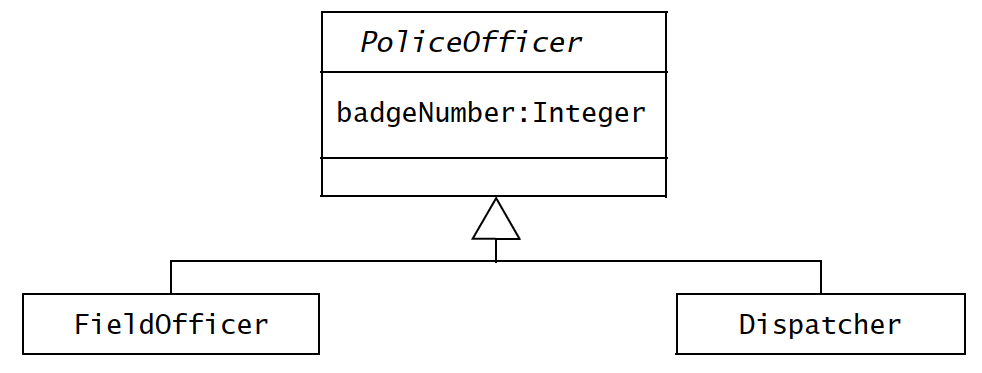 PoliceOfficer
badgeNumber:Integer
FieldOfficer
Dispatcher